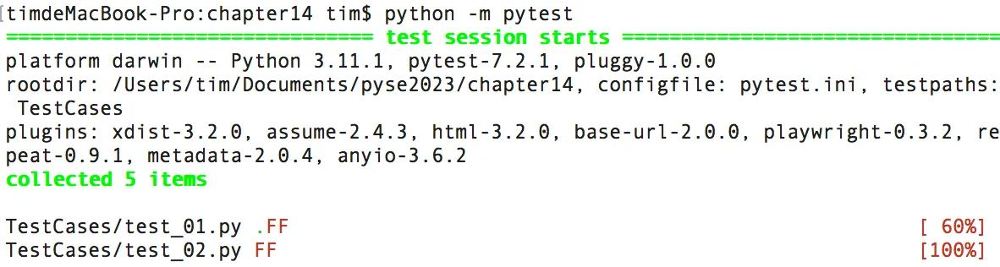 timdeMacBook-Pro:chapter14 tim$ python -m pytest
============================== test session starts ===============================
platform darwin -- Python 3.11.1, pytest-7.2.1, pluggy-1.0.0
rootdir: /Users/tim/Documents/pyse2023/chapter14, configfile: pytest.ini, testpaths:
 TestCases
plugins: xdist-3.2.0, assume-2.4.3, html-3.2.0, base-url-2.0.0, playwright-0.3.2, re
peat-0.9.1, metadata-2.0.4, anyio-3.6.2
collected 5 items
TestCases/test_01.py .FF [ 60%]
TestCases/test_02.py FF [100%]